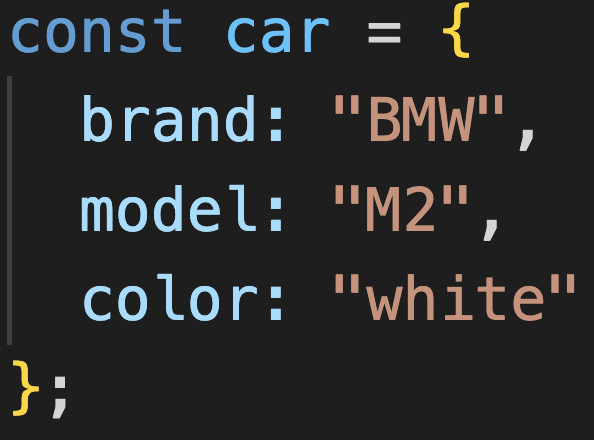 const car = {
  brand: "BMW",
  model: "M2",
  color: "white"
};